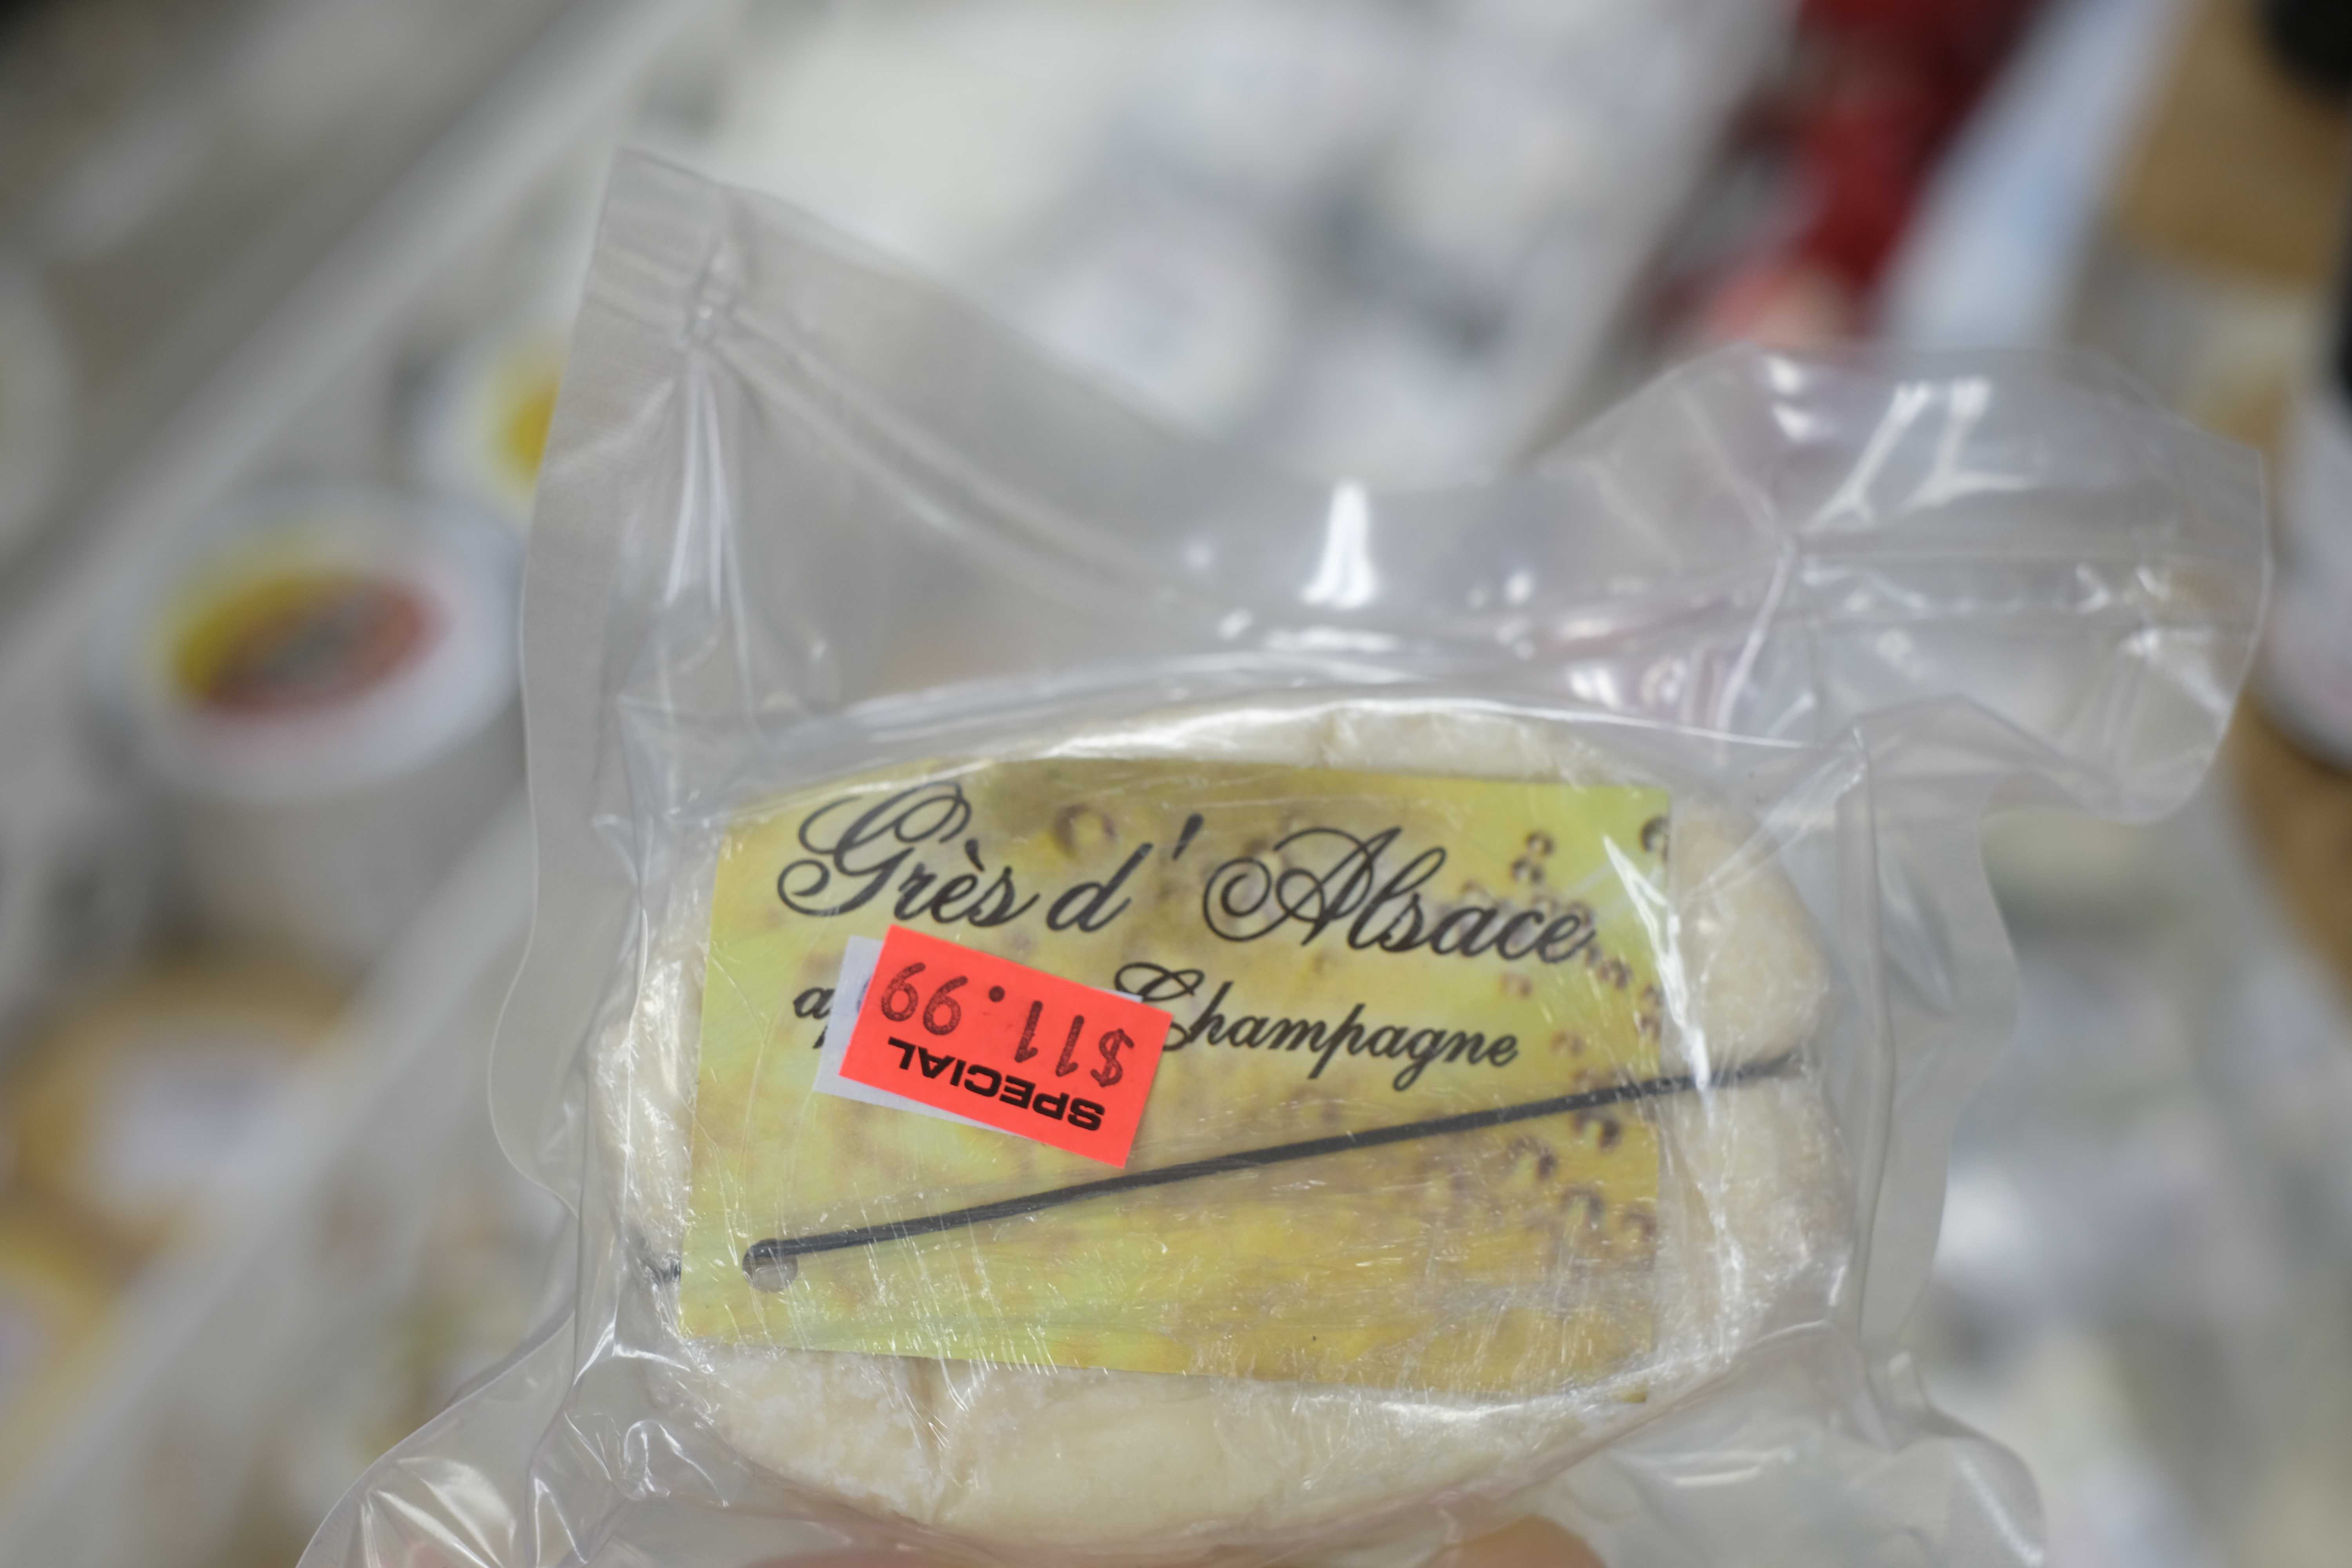 Grès d'Alsace
Champagne
SPECIAL
$11.99